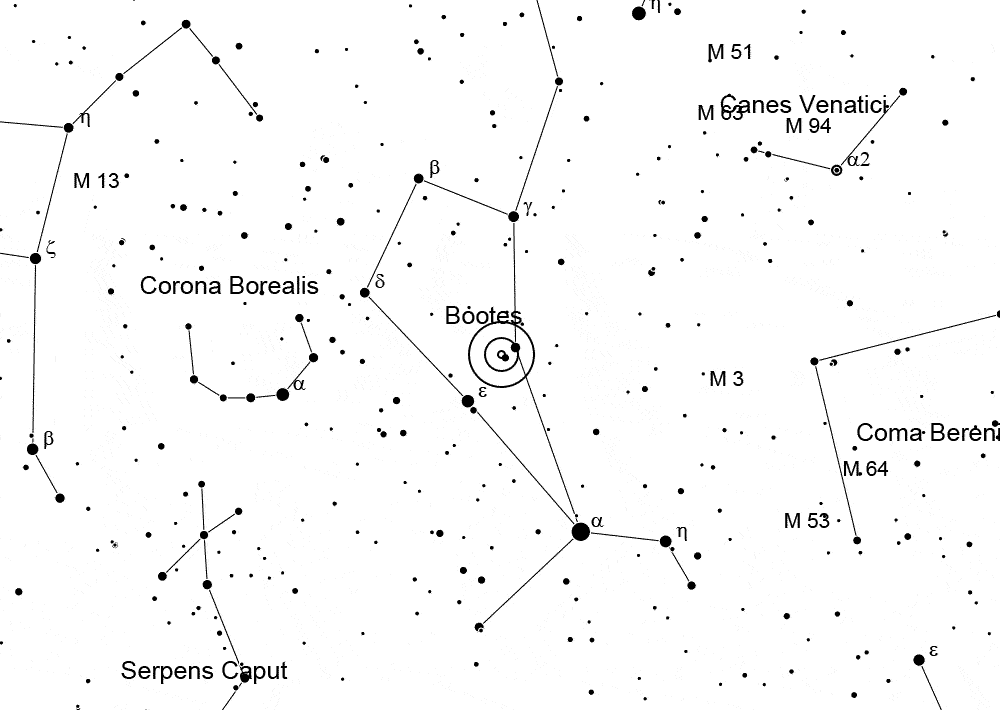 η
M 51
Canes Venatici
M 63
M 94
η
α2
β
M 13
γ
ζ
δ
Corona Borealis
Bootes
M 3
α
ε
Coma Bereni
β
M 64
M 53
α
η
ε
Serpens Caput